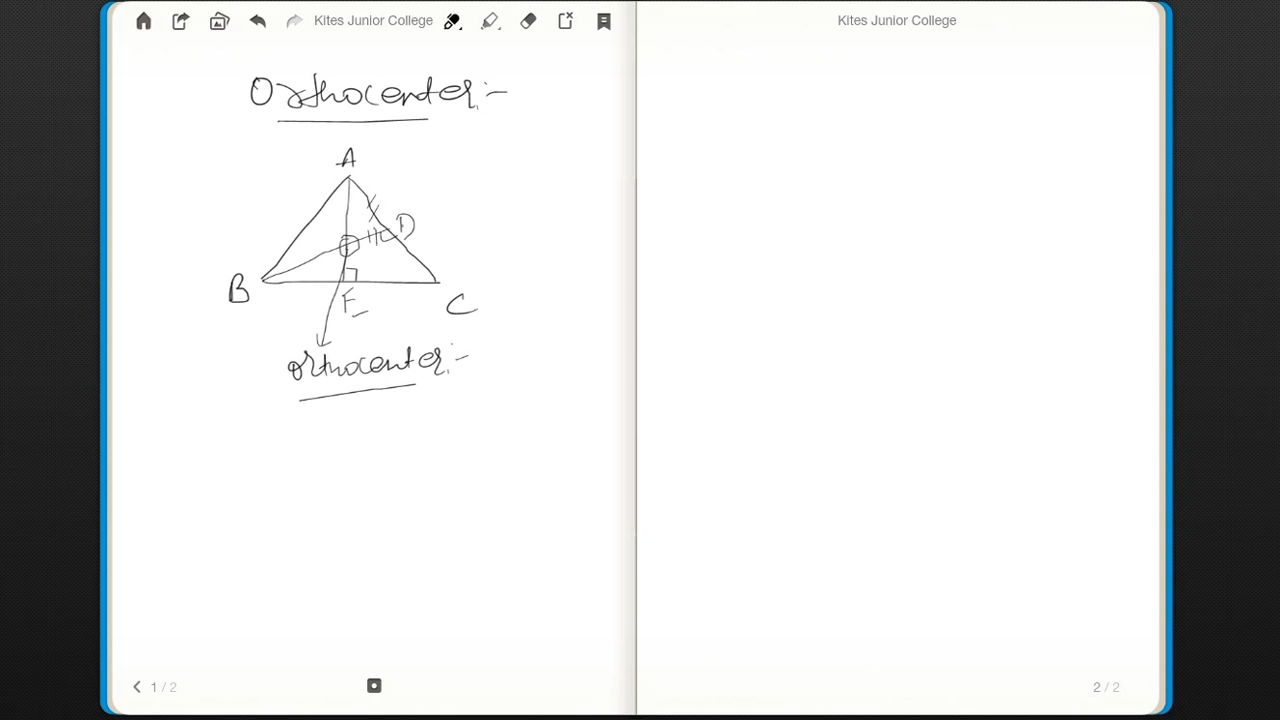 Kites Junior College
Kites Junior College
Orthocenter:-
A
D
B
E
C
orthocenter:-
1 / 2
2 / 2